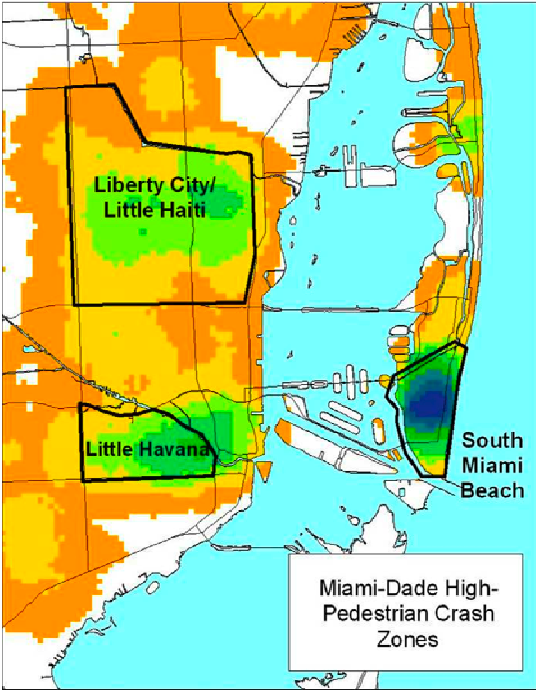 Liberty City/
Little Haiti
Little Havana
South
Miami
Beach
Miami-Dade High-
Pedestrian Crash
Zones